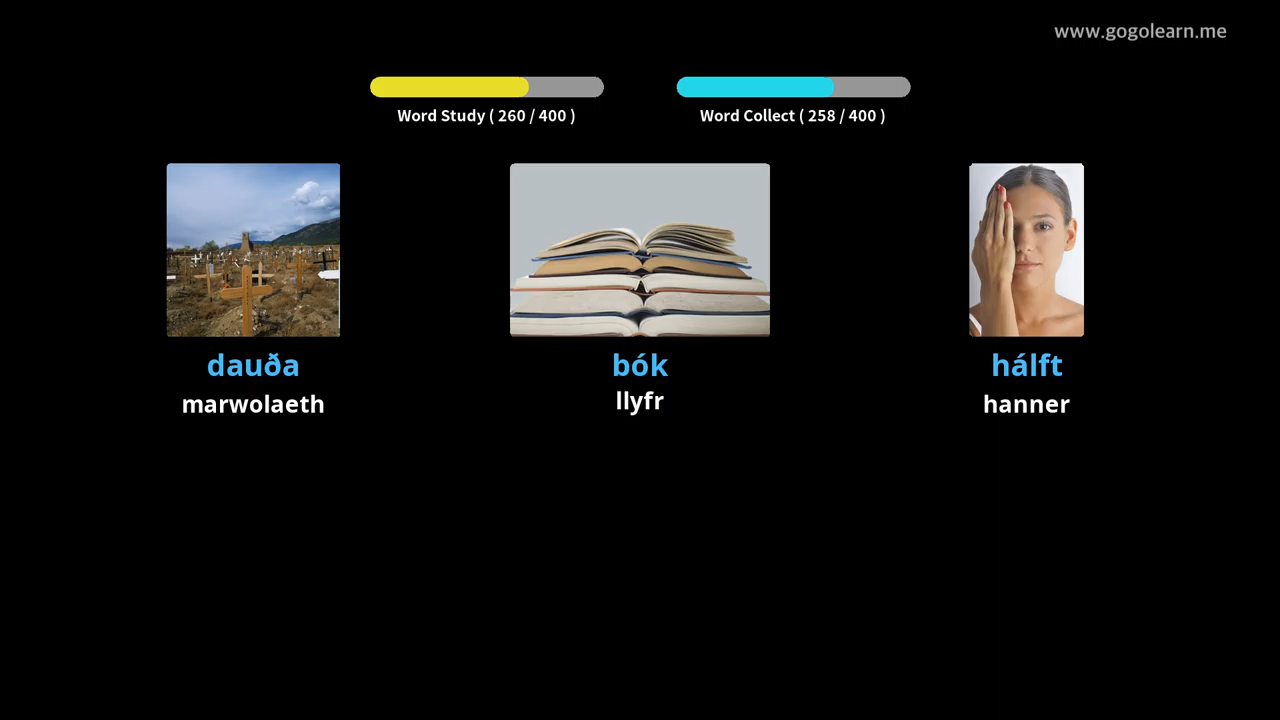 www.gogolearn.me
Word Study ( 260 / 400 )
Word Collect ( 258 / 400 )
dauða
bók
hálft
marwolaeth
llyfr
hanner